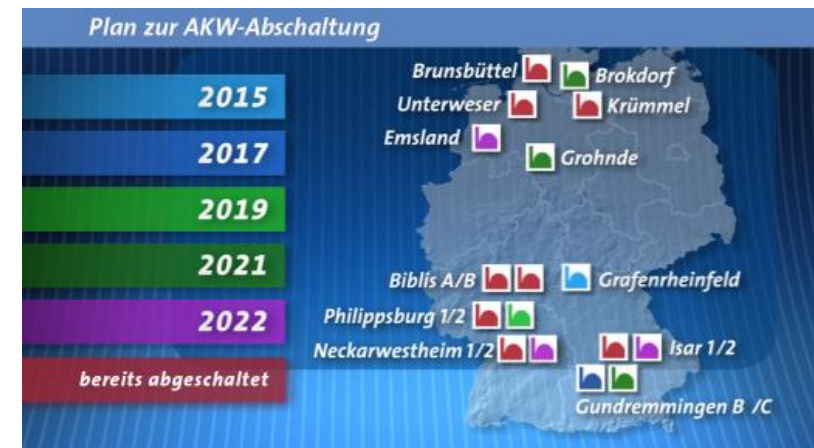 Plan zur AKW-Abschaltung
2015
2017
2019
2021
2022
bereits abgeschaltet
Brunsbüttel
Brokdorf
Unterweser
Krümmel
Emsland
Grohnde
Biblis A/B
Grafenrheinfeld
Philippsburg 1/2
Neckarwestheim 1/2
Isar 1/2
Gundremmingen B /C